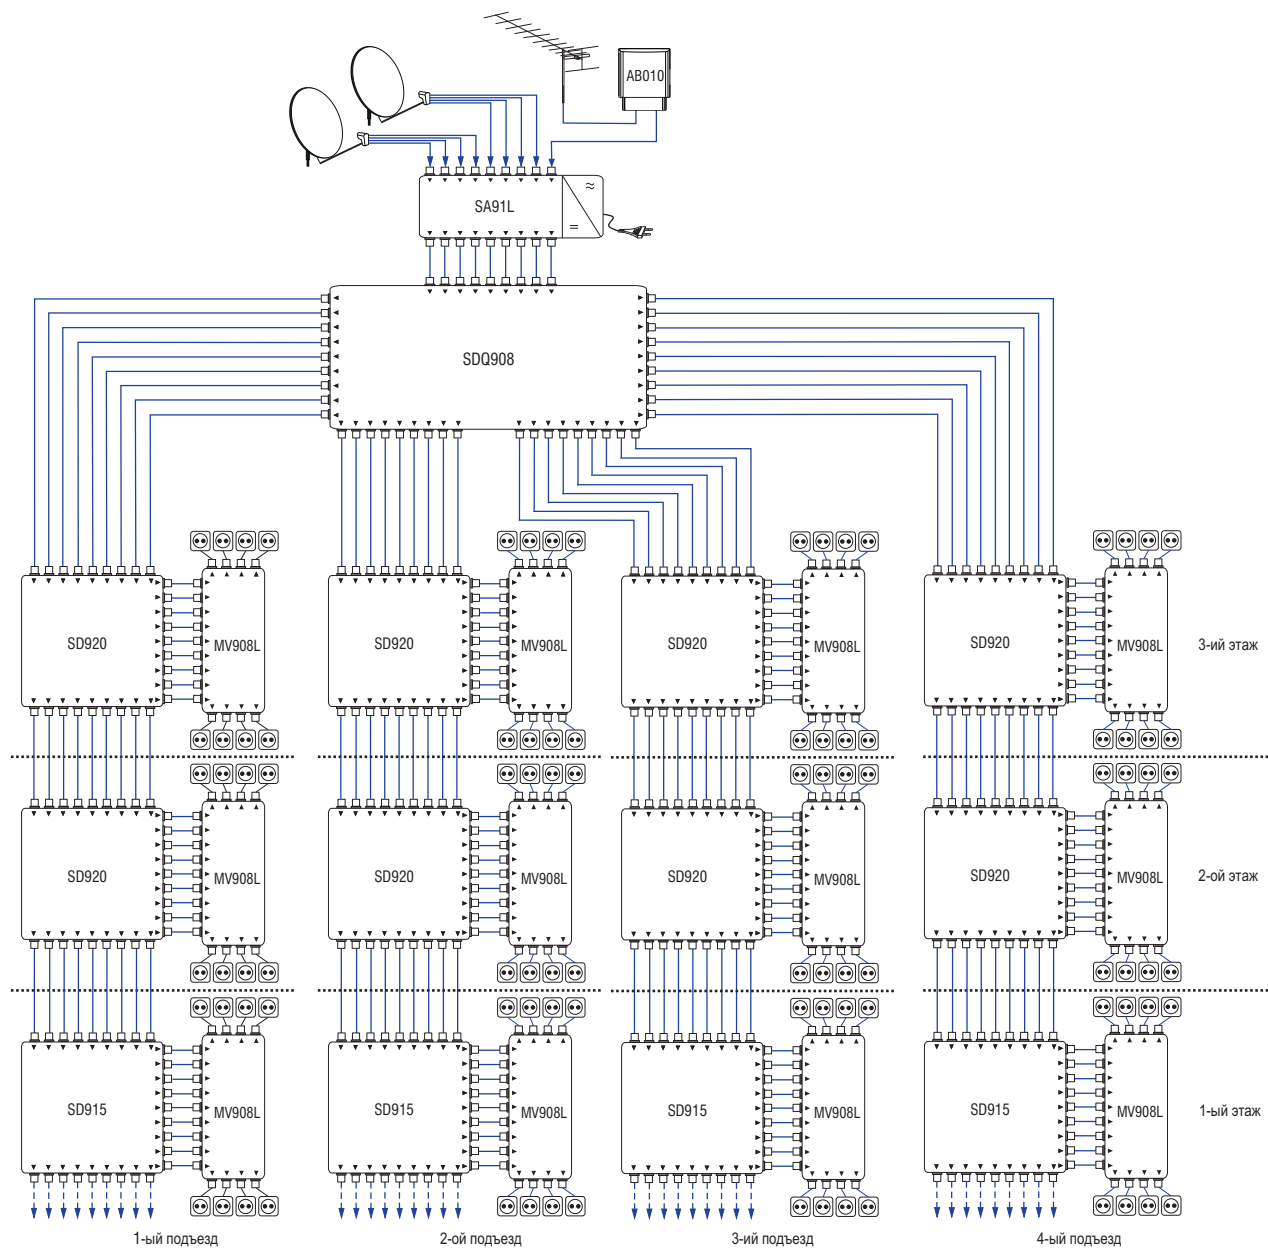 AB010
SA91L
SDQ908
SD920 MV908L SD920 MV908L SD920 MV908L SD920 MV908L 3-ий этаж
SD920 MV908L SD920 MV908L SD920 MV908L SD920 MV908L 2-ой этаж
SD915 MV908L SD915 MV908L SD915 MV908L SD915 MV908L 1-ый этаж
1-ый подъезд 2-ой подъезд 3-ий подъезд 4-ый подъезд